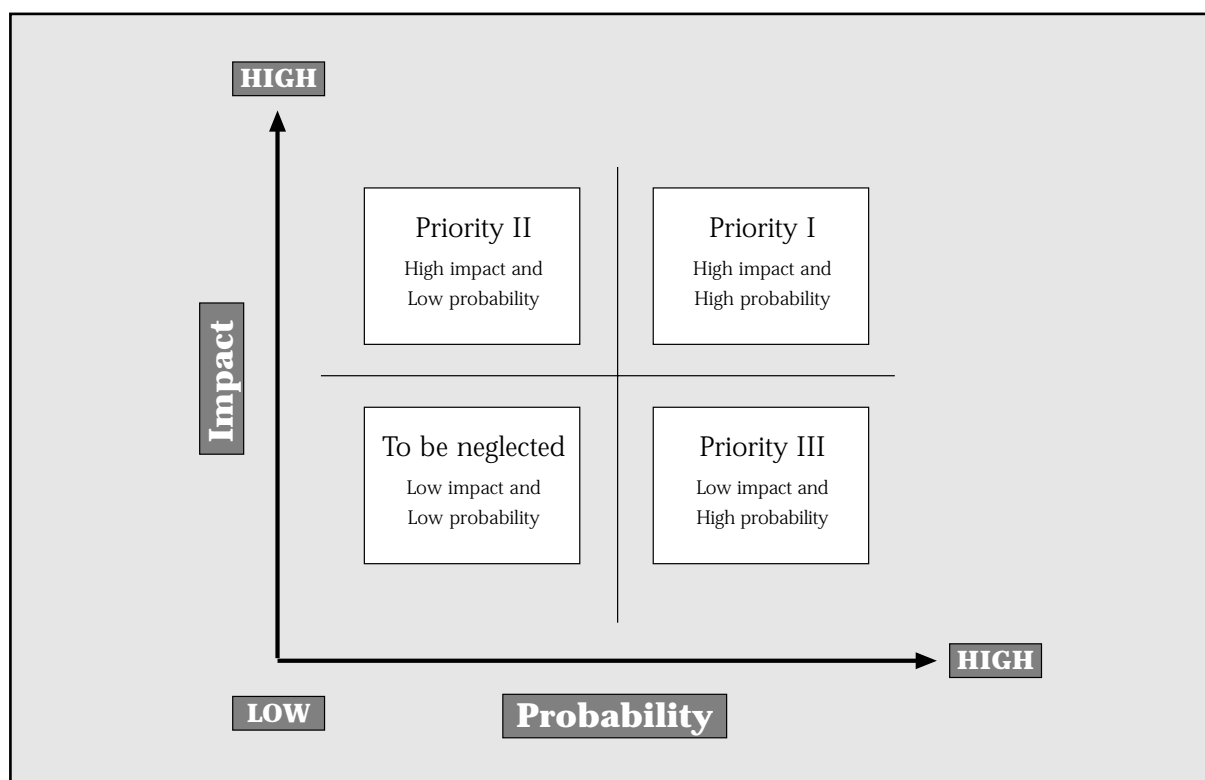 HIGH
Priority II
High impact and
Low probability
Priority I
High impact and
High probability
Impact
To be neglected
Low impact and
Low probability
Priority III
Low impact and
High probability
HIGH
LOW
Probability